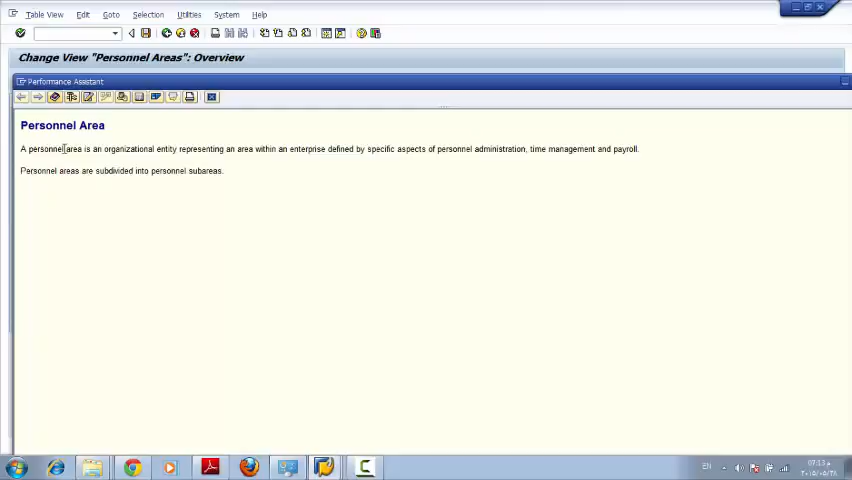 Table View Edit Goto Selection Utilities System Help
Change View "Personnel Areas": Overview
Performance Assistant
Personnel Area
A personnel area is an organizational entity representing an area within an enterprise defined by specific aspects of personnel administration, time management and payroll.
Personnel areas are subdivided into personnel subareas.
EN